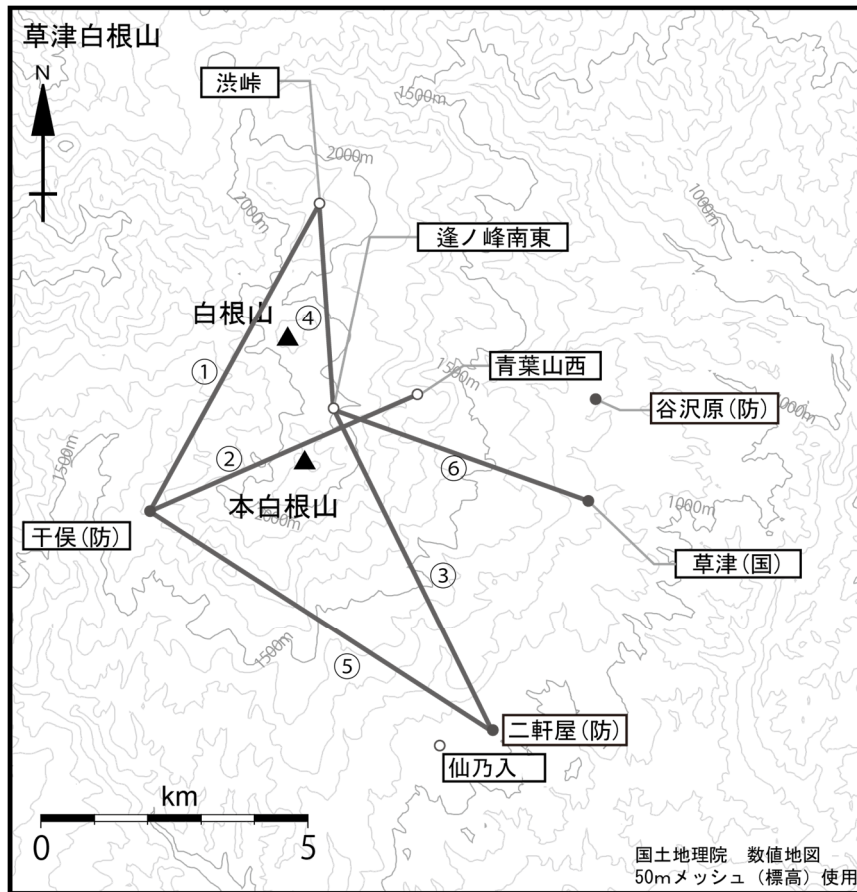 草津白根山
N
渋峠
1500m
2000m
2000m
1000m
逢ノ峰南東
白根山
④
①
青葉山西
1500m
谷沢原(防)
1000m
②
⑥
1500m
本白根山
2000m
干俣(防)
1000m
草津(国)
③
1500m
⑤
二軒屋(防)
仙乃入
km
0
5
国土地理院 数値地図
50mメッシュ(標高)使用